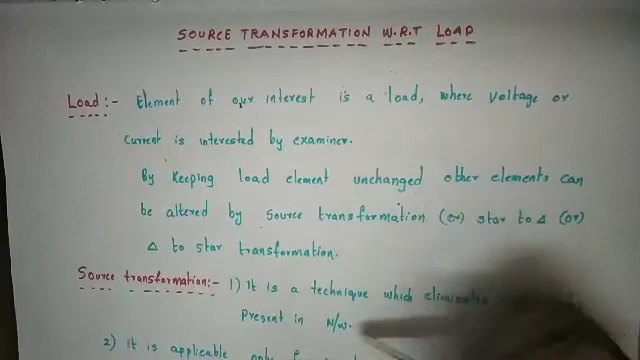 SOURCE TRANSFORMATION W.R.T LOAD
Load:- Element of our interest is a load, where voltage or
current is interested by examiner.
By keeping load element unchanged other elements can
be altered by source transformation (or) star to Δ (or)
Δ to star transformation.
Source transformation:- 1) It is a technique which eliminates
Present in N/W.
2) It is applicable only